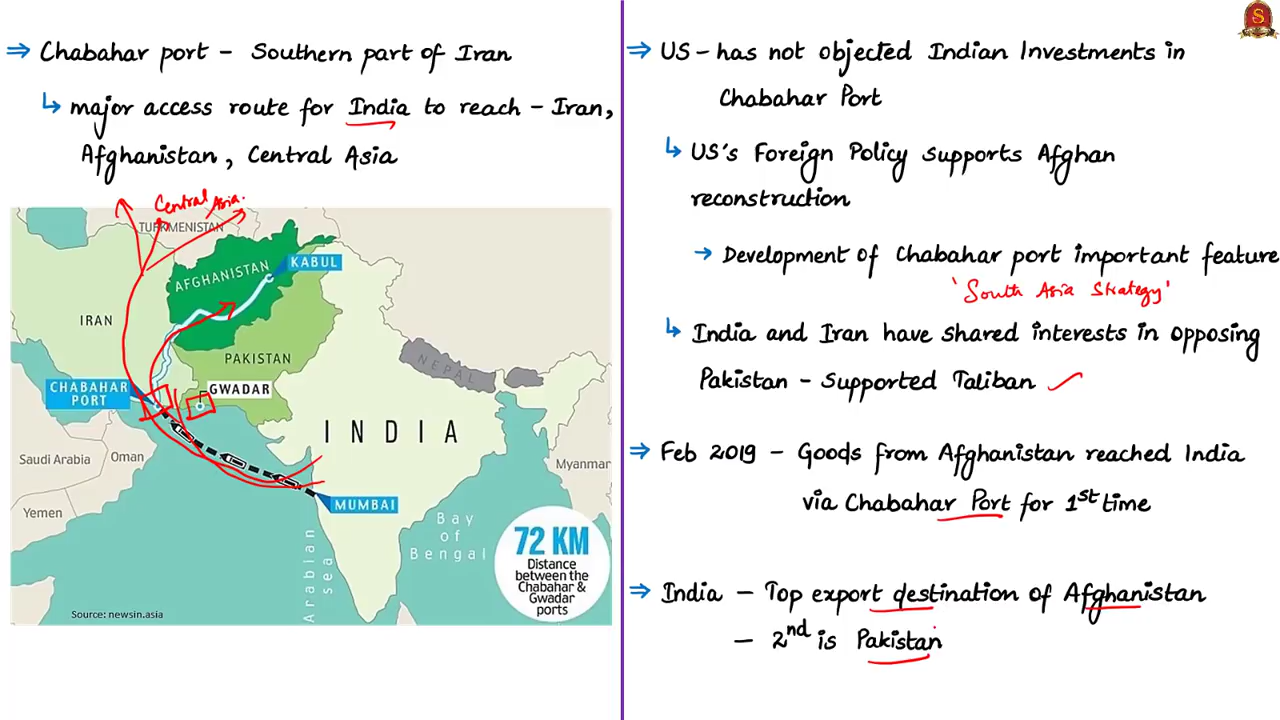 ⇒ Chabahar port – Southern part of Iran
↳ major access route for India to reach – Iran,
Afghanistan, Central Asia
Central Asia.
TURKMENISTAN
AFGHANISTAN
KABUL
IRAN
PAKISTAN
NEPAL
CHABAHAR
PORT
GWADAR
INDIA
Saudi Arabia
Oman
Myanmar
Yemen
MUMBAI
Arabian
sea
Bay
of
Bengal
72 KM
Distance
between the
Chabahar &
Gwadar
ports
Source: newsin.asia
S
⇒ US – has not objected Indian Investments in
Chabahar Port
↳ US's Foreign Policy supports Afghan
reconstruction
→ Development of Chabahar port important feature
'South Asia Strategy'
↳ India and Iran have shared interests in opposing
Pakistan – Supported Taliban ✓
⇒ Feb 2019 – Goods from Afghanistan reached India
via Chabahar Port for 1st time
⇒ India – Top export destination of Afghanistan
– 2nd is Pakistan